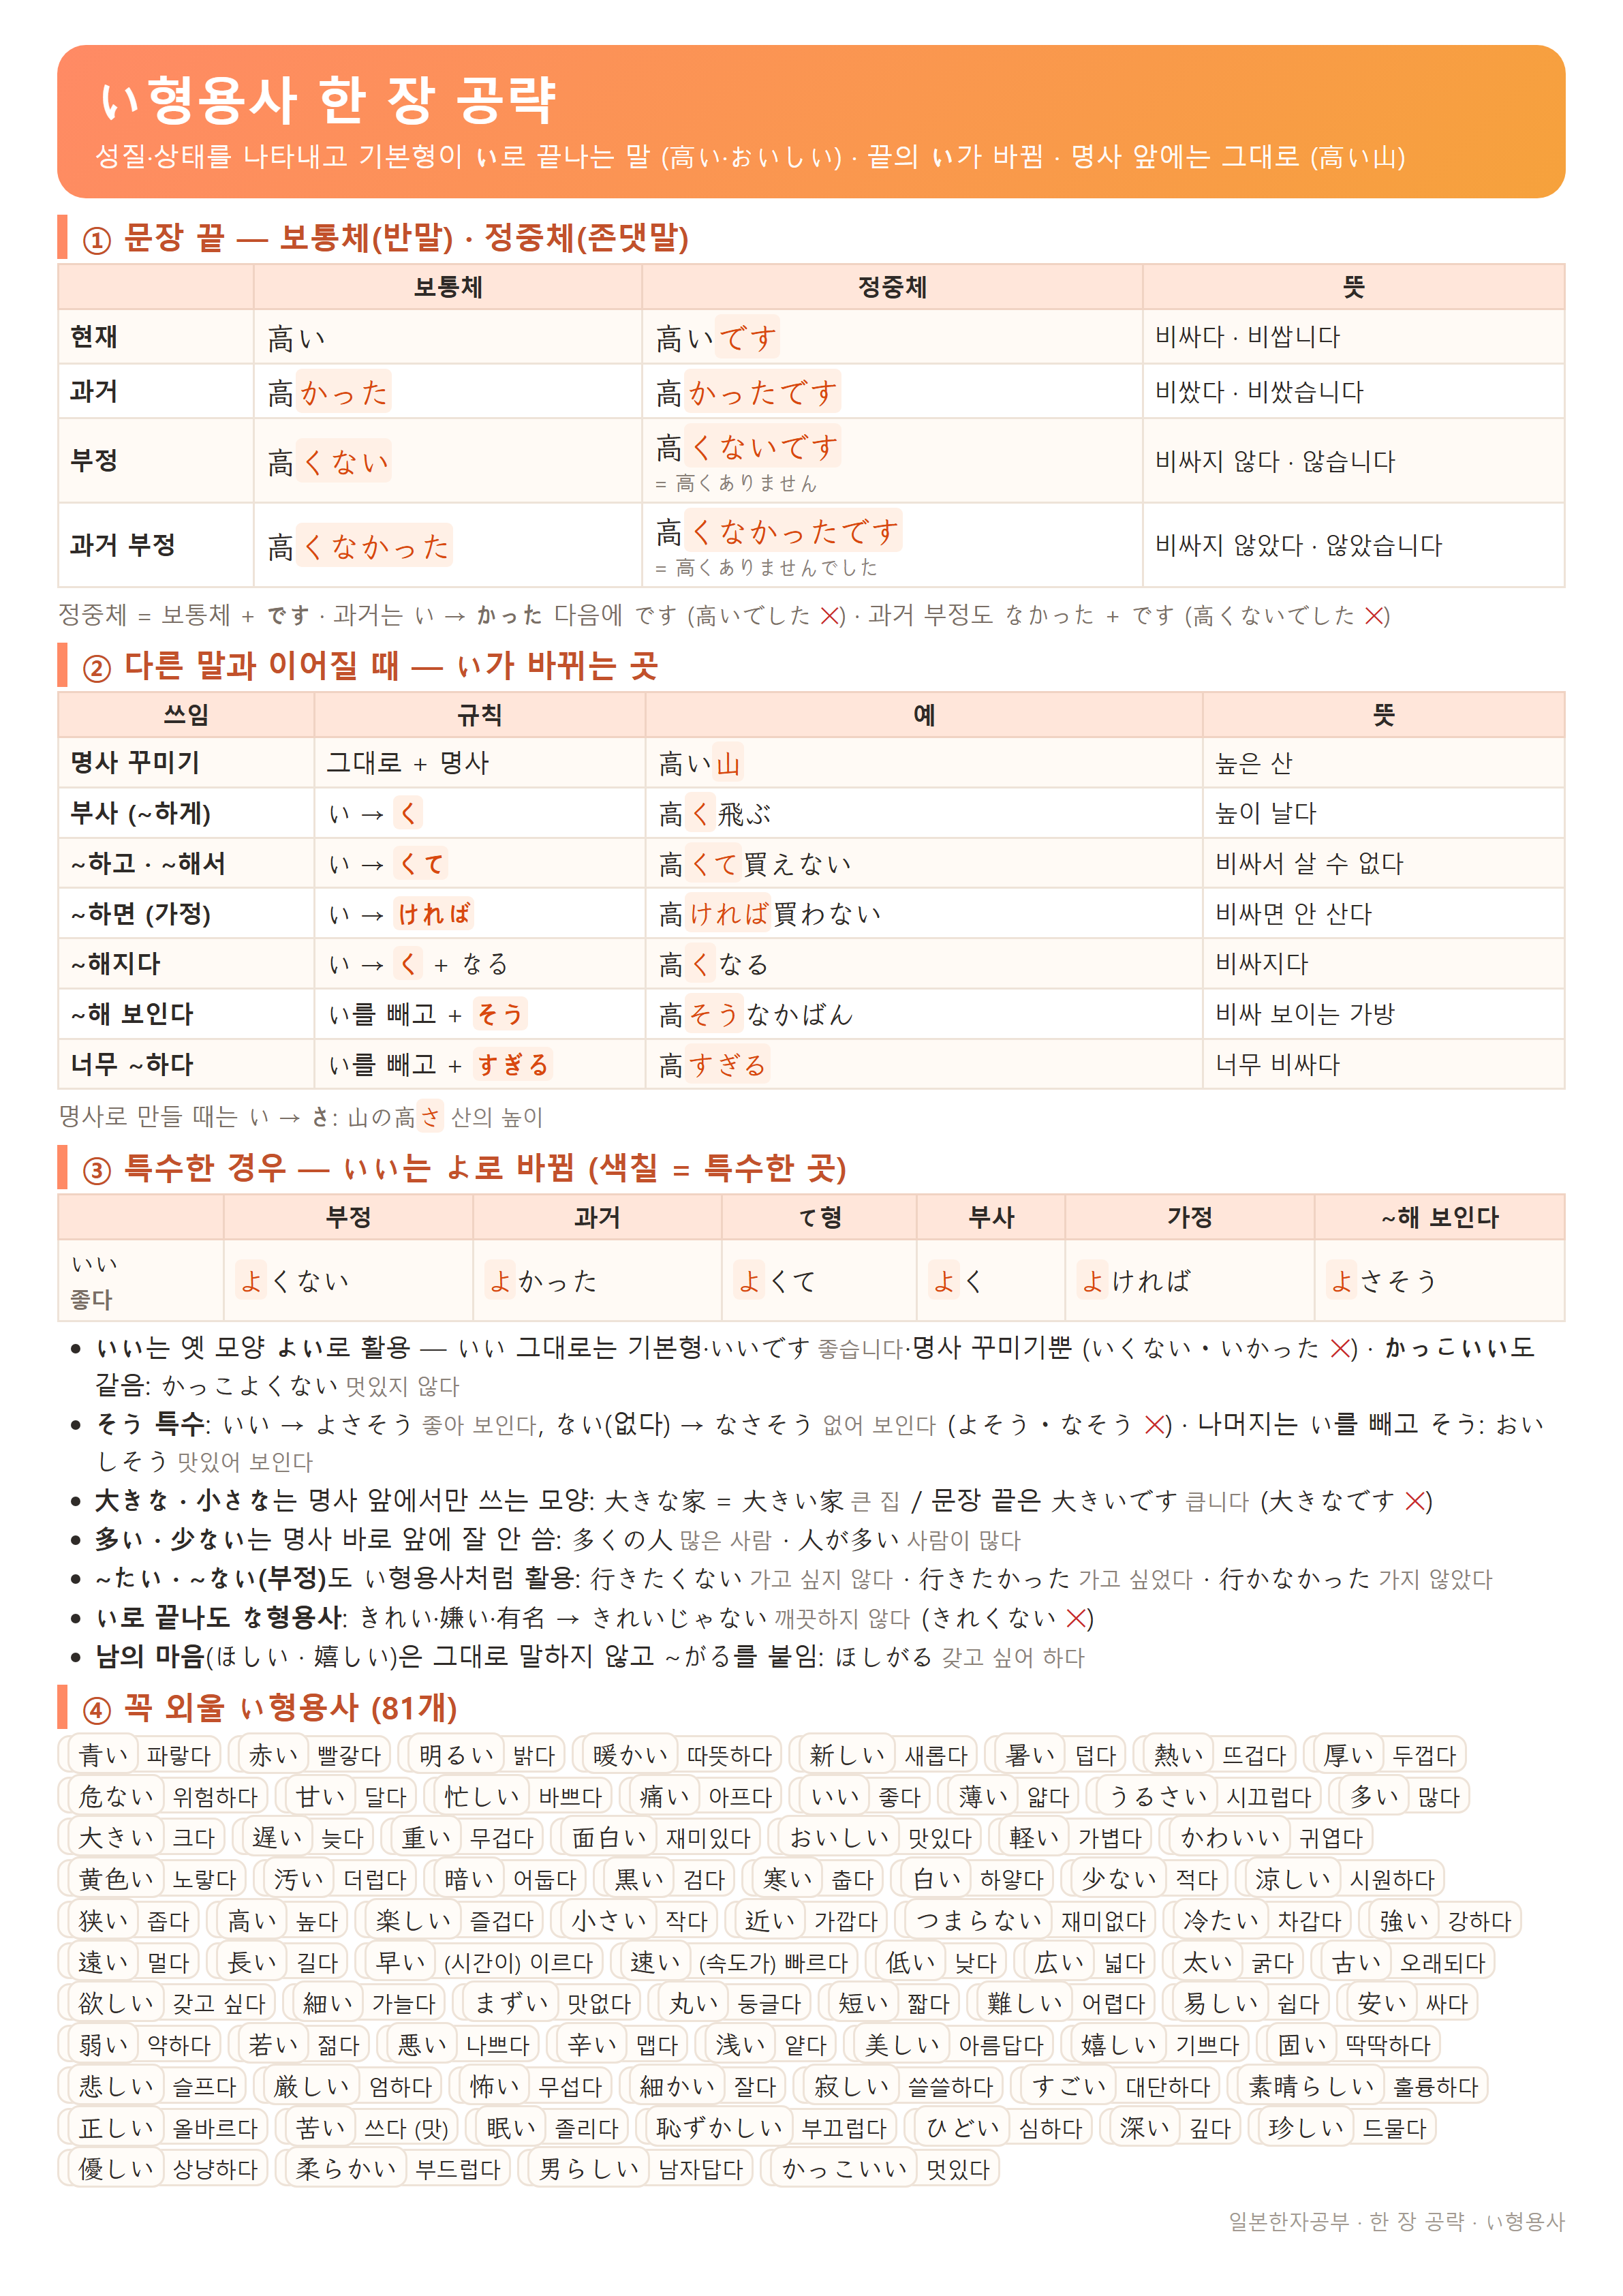 い형용사 한 장 공략
성질·상태를 나타내고 기본형이 い로 끝나는 말 (高い·おいしい) · 끝의 い가 바뀜 · 명사 앞에는 그대로 (高い山)
① 문장 끝 — 보통체(반말) · 정중체(존댓말)
보통체 정중체 뜻
현재 高い 高いです 비싸다 · 비쌉니다
과거 高かった 高かったです 비쌌다 · 비쌌습니다
부정 高くない 高くないです 비싸지 않다 · 않습니다
= 高くありません
과거 부정 高くなかった 高くなかったです 비싸지 않았다 · 않았습니다
= 高くありませんでした
정중체 = 보통체 + です · 과거는 い → かった 다음에 です (高いでした ✕) · 과거 부정도 なかった + です (高くないでした ✕)
② 다른 말과 이어질 때 — い가 바뀌는 곳
쓰임 규칙 예 뜻
명사 꾸미기 그대로 + 명사 高い山 높은 산
부사 (~하게) い → く 高く飛ぶ 높이 날다
~하고 · ~해서 い → くて 高くて買えない 비싸서 살 수 없다
~하면 (가정) い → ければ 高ければ買わない 비싸면 안 산다
~해지다 い → く + なる 高くなる 비싸지다
~해 보인다 い를 빼고 + そう 高そうなかばん 비싸 보이는 가방
너무 ~하다 い를 빼고 + すぎる 高すぎる 너무 비싸다
명사로 만들 때는 い → さ: 山の高さ 산의 높이
③ 특수한 경우 — いい는 よ로 바뀜 (색칠 = 특수한 곳)
부정 과거 て형 부사 가정 ~해 보인다
いい 좋다 よくない よかった よくて よく よければ よさそう
• いい는 옛 모양 よい로 활용 — いい 그대로는 기본형·いいです 좋습니다·명사 꾸미기뿐 (いくない・いかった ✕) · かっこいい도
같음: かっこよくない 멋있지 않다
• そう 특수: いい → よさそう 좋아 보인다, ない(없다) → なさそう 없어 보인다 (よそう・なそう ✕) · 나머지는 い를 빼고 そう: おい
しそう 맛있어 보인다
• 大きな · 小さな는 명사 앞에서만 쓰는 모양: 大きな家 = 大きい家 큰 집 / 문장 끝은 大きいです 큽니다 (大きなです ✕)
• 多い · 少ない는 명사 바로 앞에 잘 안 씀: 多くの人 많은 사람 · 人が多い 사람이 많다
• ~たい · ~ない(부정)도 い형용사처럼 활용: 行きたくない 가고 싶지 않다 · 行きたかった 가고 싶었다 · 行かなかった 가지 않았다
• い로 끝나도 な형용사: きれい·嫌い·有名 → きれいじゃない 깨끗하지 않다 (きれくない ✕)
• 남의 마음(ほしい · 嬉しい)은 그대로 말하지 않고 ~がる를 붙임: ほしがる 갖고 싶어 하다
④ 꼭 외울 い형용사 (81개)
青い 파랗다 赤い 빨갛다 明るい 밝다 暖かい 따뜻하다 新しい 새롭다 暑い 덥다 熱い 뜨겁다 厚い 두껍다
危ない 위험하다 甘い 달다 忙しい 바쁘다 痛い 아프다 いい 좋다 薄い 얇다 うるさい 시끄럽다 多い 많다
大きい 크다 遅い 늦다 重い 무겁다 面白い 재미있다 おいしい 맛있다 軽い 가볍다 かわいい 귀엽다
黄色い 노랗다 汚い 더럽다 暗い 어둡다 黒い 검다 寒い 춥다 白い 하얗다 少ない 적다 涼しい 시원하다
狭い 좁다 高い 높다 楽しい 즐겁다 小さい 작다 近い 가깝다 つまらない 재미없다 冷たい 차갑다 強い 강하다
遠い 멀다 長い 길다 早い (시간이) 이르다 速い (속도가) 빠르다 低い 낮다 広い 넓다 太い 굵다 古い 오래되다
欲しい 갖고 싶다 細い 가늘다 まずい 맛없다 丸い 둥글다 短い 짧다 難しい 어렵다 易しい 쉽다 安い 싸다
弱い 약하다 若い 젊다 悪い 나쁘다 辛い 맵다 浅い 얕다 美しい 아름답다 嬉しい 기쁘다 固い 딱딱하다
悲しい 슬프다 厳しい 엄하다 怖い 무섭다 細かい 잘다 寂しい 쓸쓸하다 すごい 대단하다 素晴らしい 훌륭하다
正しい 올바르다 苦い 쓰다 (맛) 眠い 졸리다 恥ずかしい 부끄럽다 ひどい 심하다 深い 깊다 珍しい 드물다
優しい 상냥하다 柔らかい 부드럽다 男らしい 남자답다 かっこいい 멋있다
일본한자공부 · 한 장 공략 · い형용사